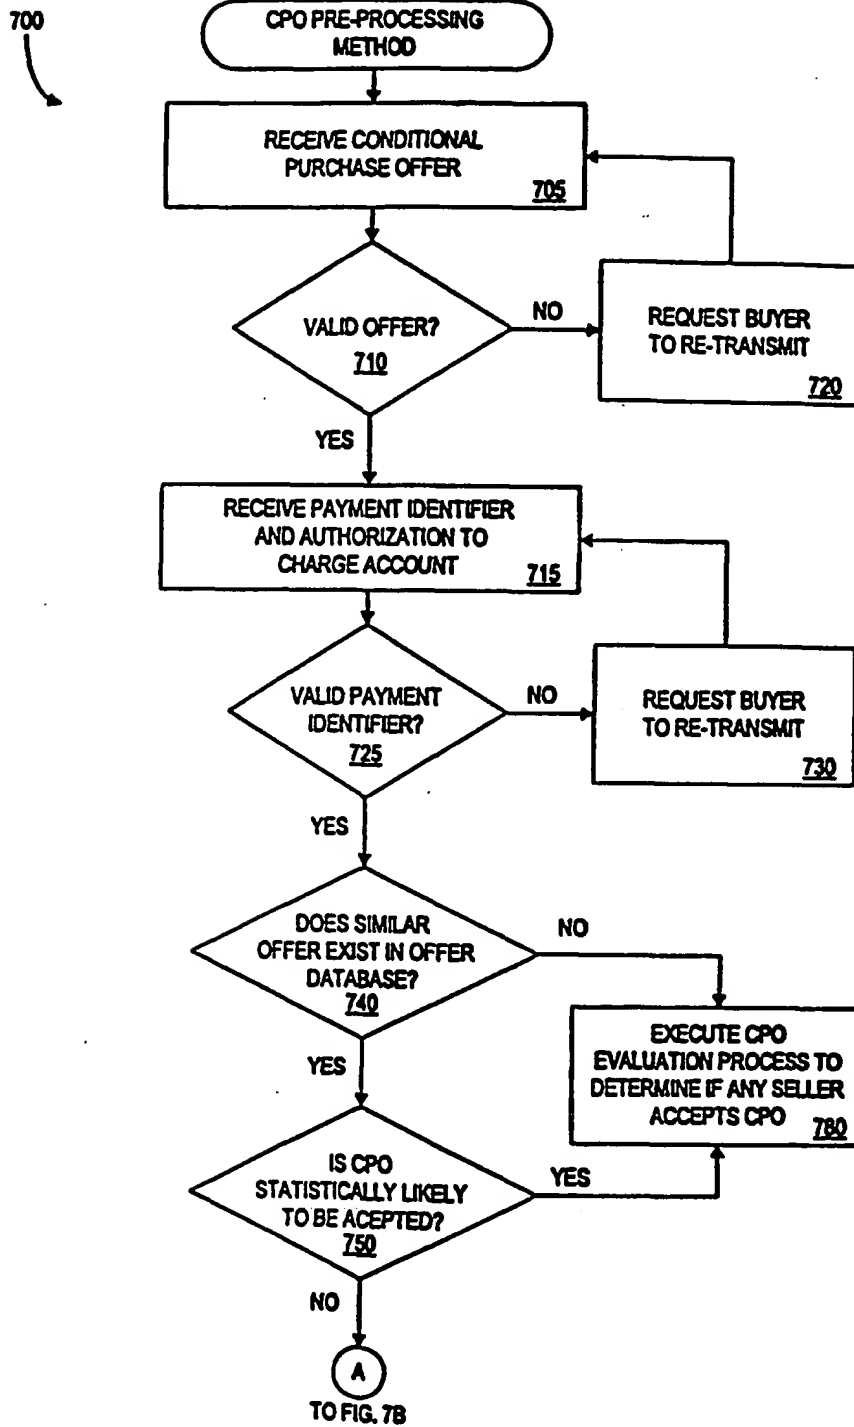 700
CPO PRE-PROCESSING
METHOD
RECEIVE CONDITIONAL
PURCHASE OFFER
705
VALID OFFER?
710
NO
REQUEST BUYER
TO RE-TRANSMIT
720
YES
RECEIVE PAYMENT IDENTIFIER
AND AUTHORIZATION TO
CHARGE ACCOUNT
715
VALID PAYMENT
IDENTIFIER?
725
NO
REQUEST BUYER
TO RE-TRANSMIT
730
YES
DOES SIMILAR
OFFER EXIST IN OFFER
DATABASE?
740
NO
EXECUTE CPO
EVALUATION PROCESS TO
DETERMINE IF ANY SELLER
ACCEPTS CPO
780
YES
IS CPO
STATISTICALLY LIKELY
TO BE ACEPTED?
750
YES
NO
A
TO FIG. 7B